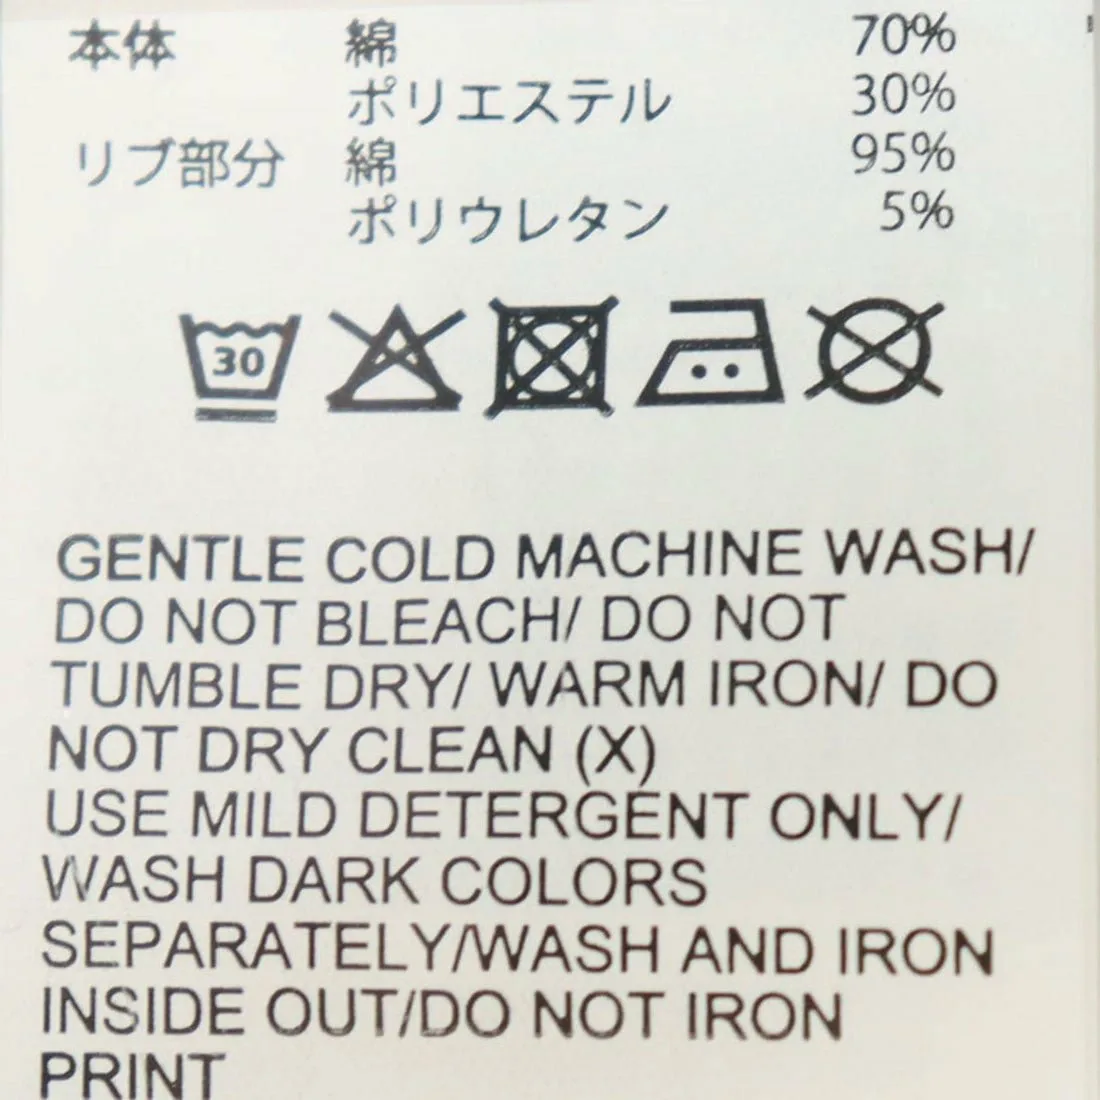 本体 綿 70%
ポリエステル 30%
リブ部分 綿 95%
ポリウレタン 5%
30
GENTLE COLD MACHINE WASH/
DO NOT BLEACH/ DO NOT
TUMBLE DRY/ WARM IRON/ DO
NOT DRY CLEAN (X)
USE MILD DETERGENT ONLY/
WASH DARK COLORS
SEPARATELY/WASH AND IRON
INSIDE OUT/DO NOT IRON
PRINT